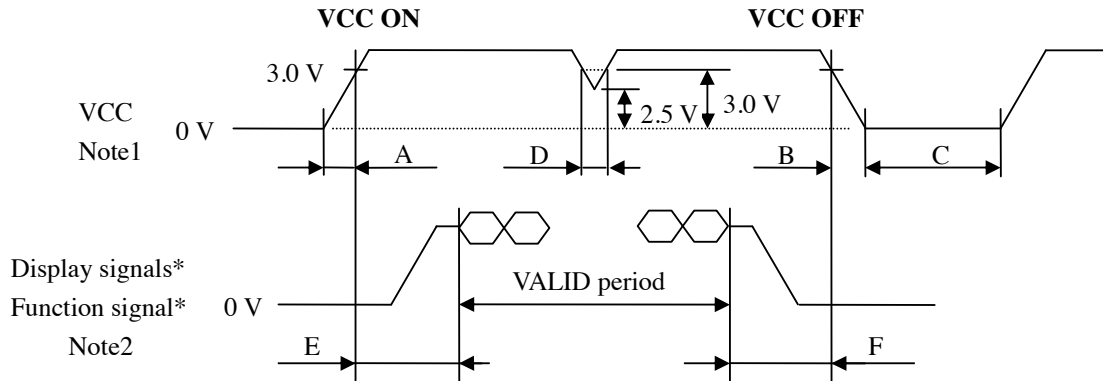 VCC ON
VCC OFF
3.0 V
2.5 V
3.0 V
VCC
0 V
Note1
A
D
B
C
Display signals*
VALID period
Function signal*
0 V
Note2
E
F